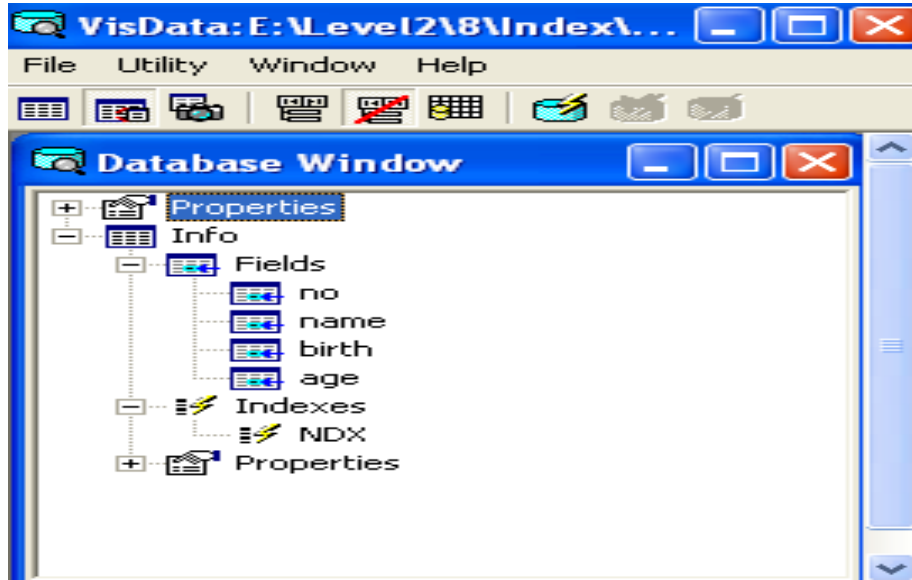 VisData: E:\Level2\8\Index\...
File Utility Window Help
Database Window
Properties
Info
Fields
no
name
birth
age
Indexes
NDX
Properties